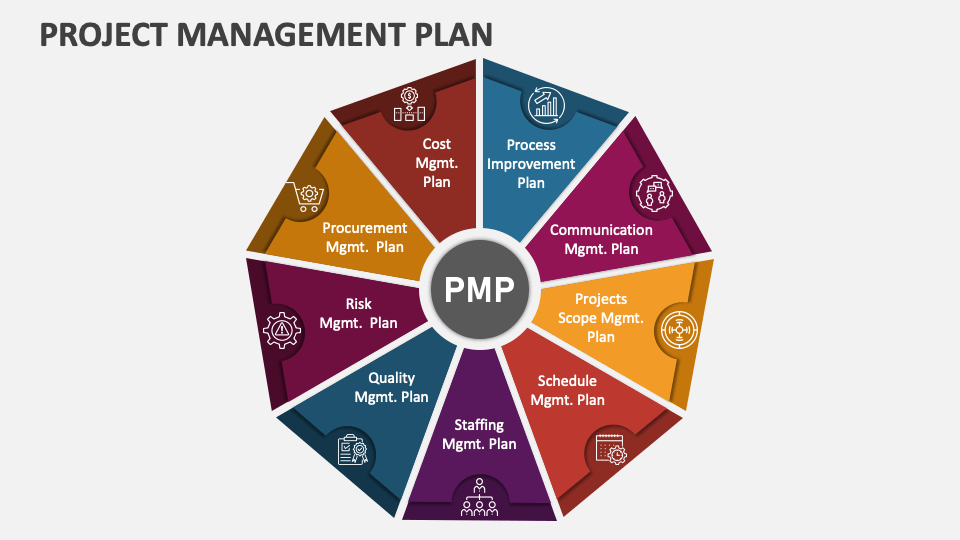 PROJECT MANAGEMENT PLAN
Cost
Mgmt.
Plan
Process
Improvement
Plan
Communication
Mgmt. Plan
Projects
Scope Mgmt.
Plan
Schedule
Mgmt. Plan
Staffing
Mgmt. Plan
Quality
Mgmt. Plan
Risk
Mgmt. Plan
Procurement
Mgmt. Plan
PMP